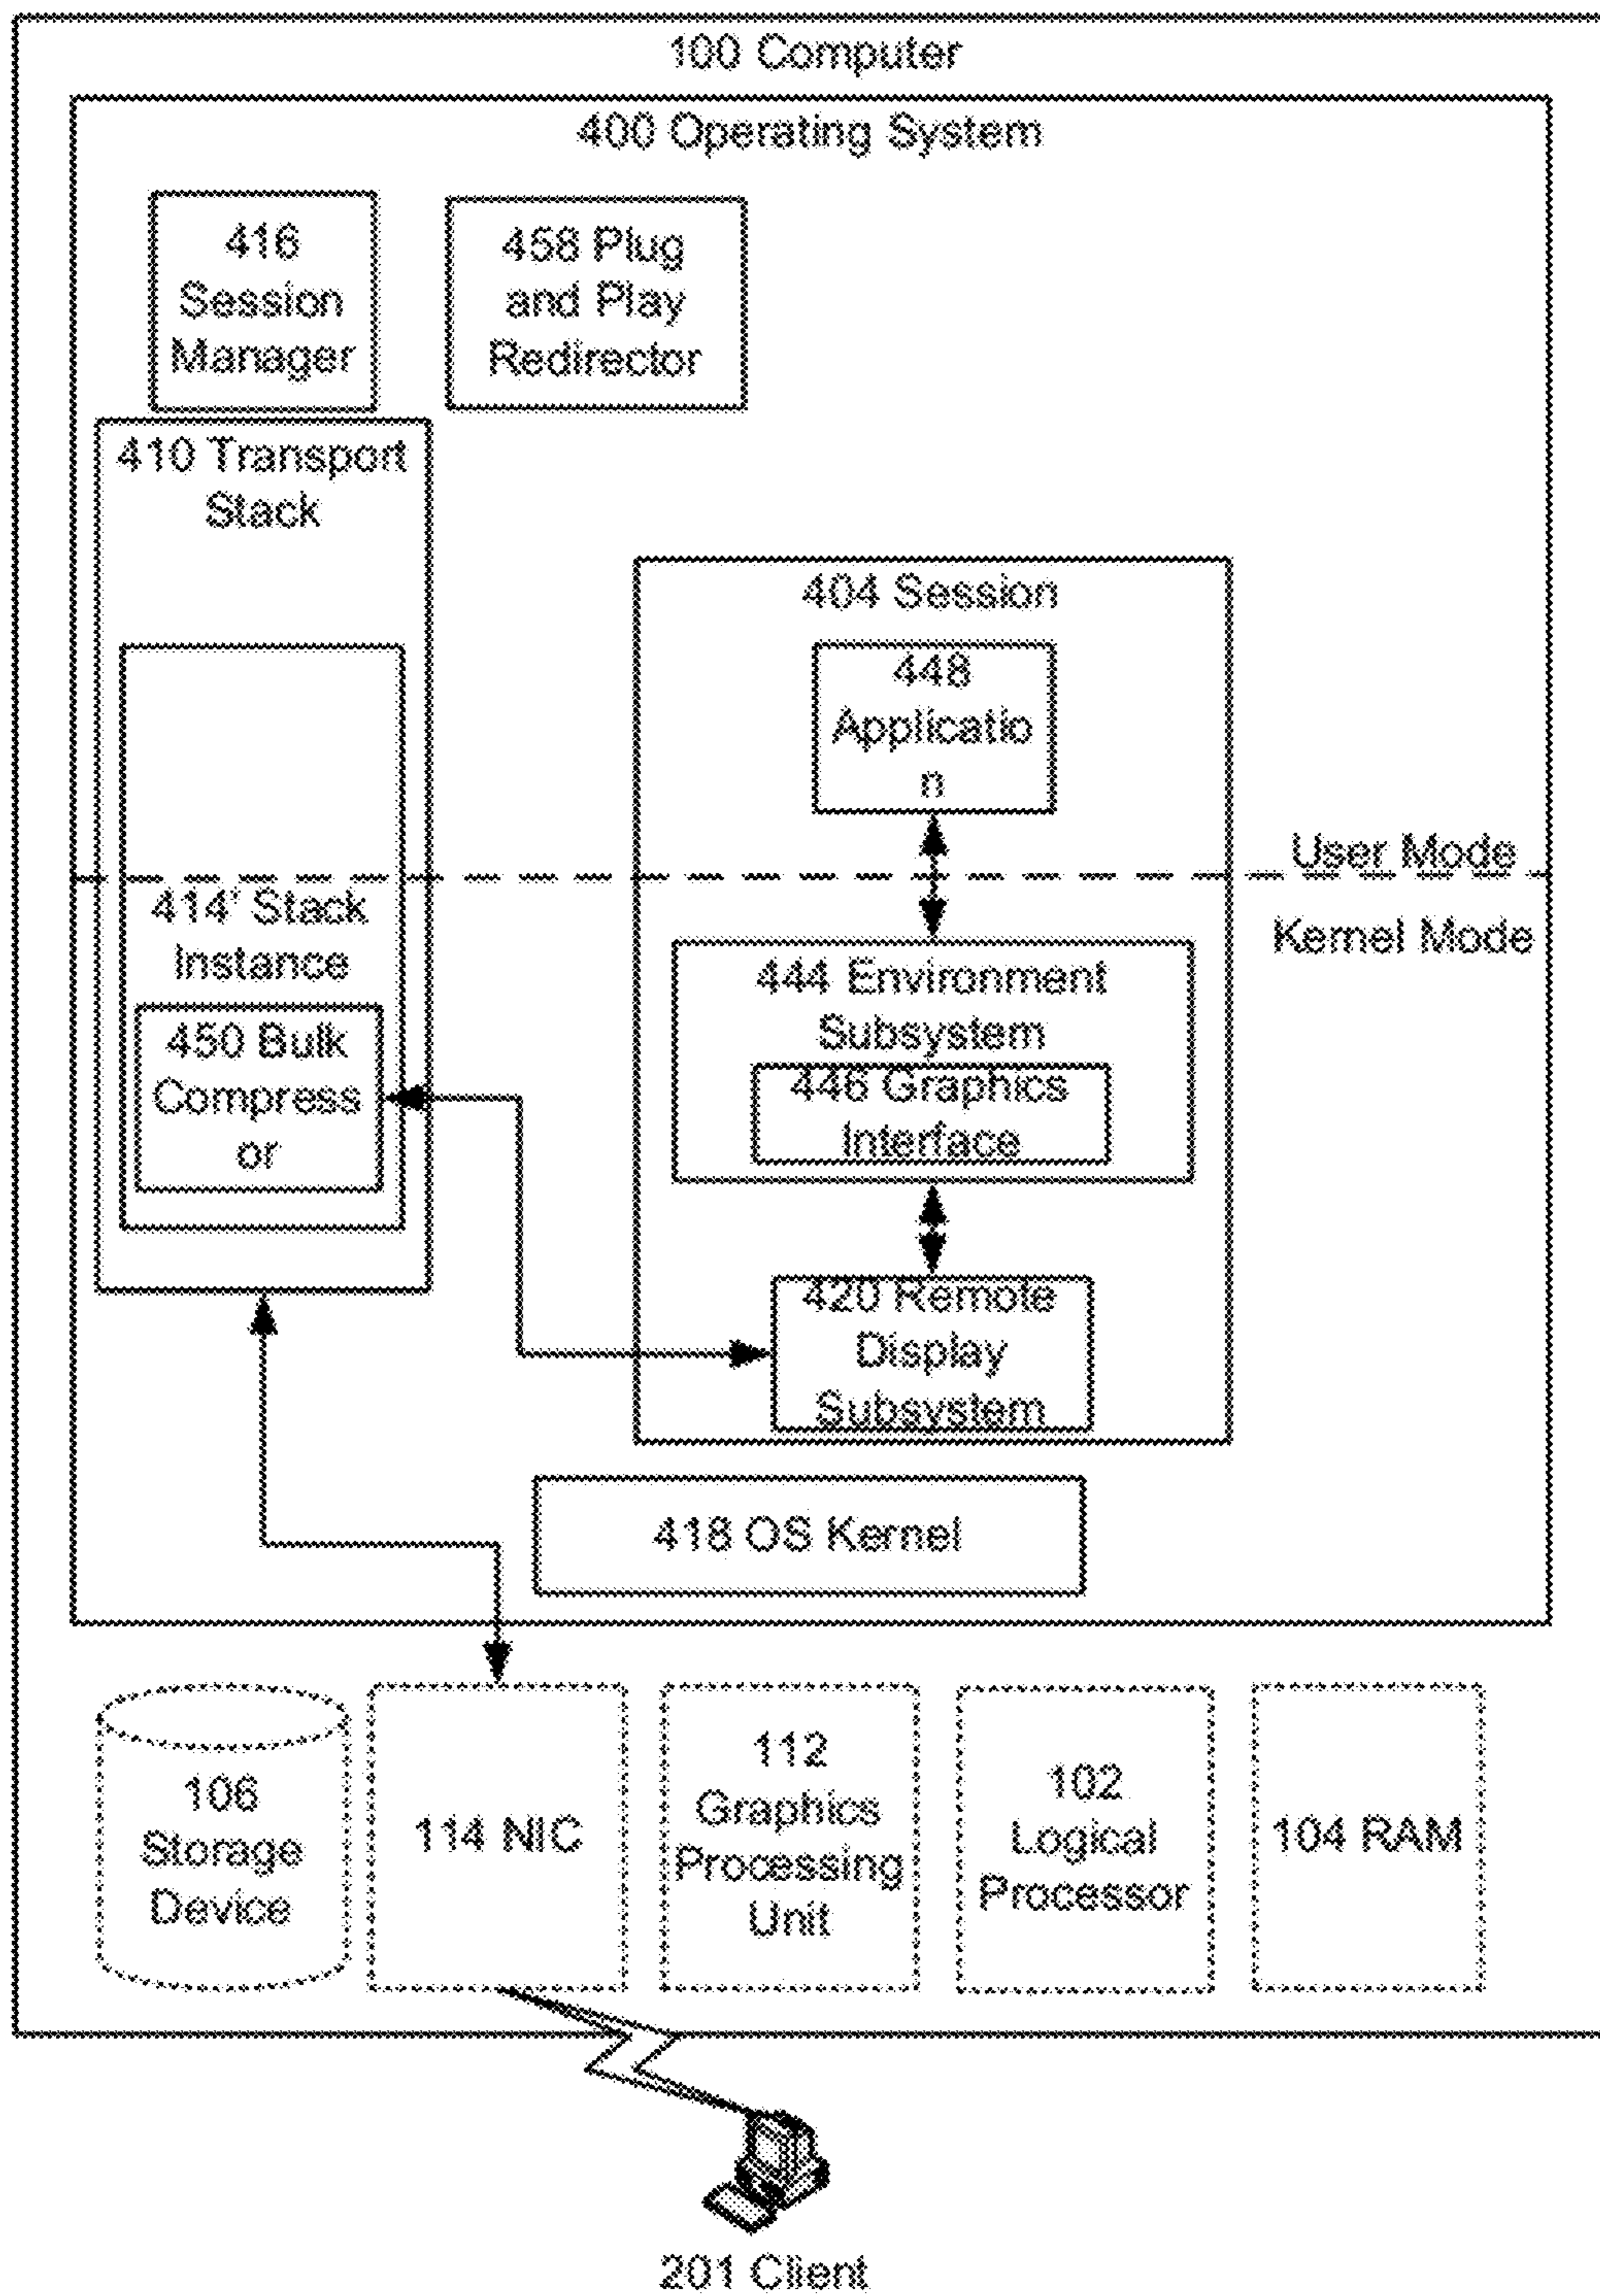 100 Computer
400 Operating System
416
Session
Manager
458 Plug
and Play
Redirector
410 Transport
Stack
404 Session
448
Applicatio
n
User Mode
Kernel Mode
414' Stack
Instance
450 Bulk
Compress
or
444 Environment
Subsystem
446 Graphics
Interface
420 Remote
Display
Subsystem
418 OS Kernel
106
Storage
Device
114 NIC
112
Graphics
Processing
Unit
102
Logical
Processor
104 RAM
201 Client